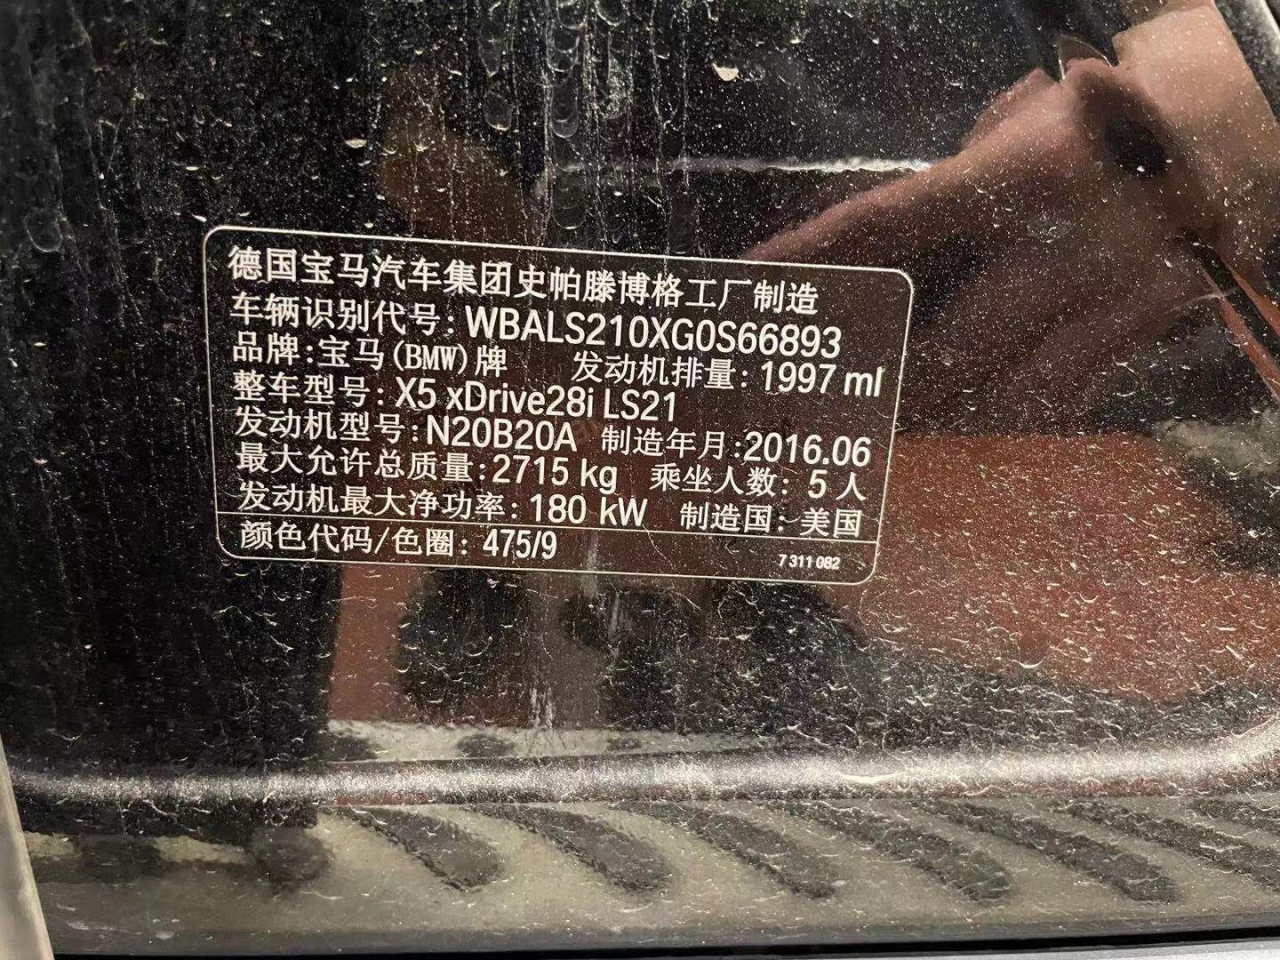 德国宝马汽车集团史帕滕博格工厂制造
车辆识别代号: WBALS210XG0S66893
品牌:宝马(BMW)牌 发动机排量: 1997 ml
整车型号: X5 xDrive28i LS21
发动机型号:N20B20A 制造年月:2016.06
最大允许总质量:2715 kg 乘坐人数: 5人
发动机最大净功率: 180 kW 制造国: 美国
颜色代码/色圈: 475/9 7 311 082